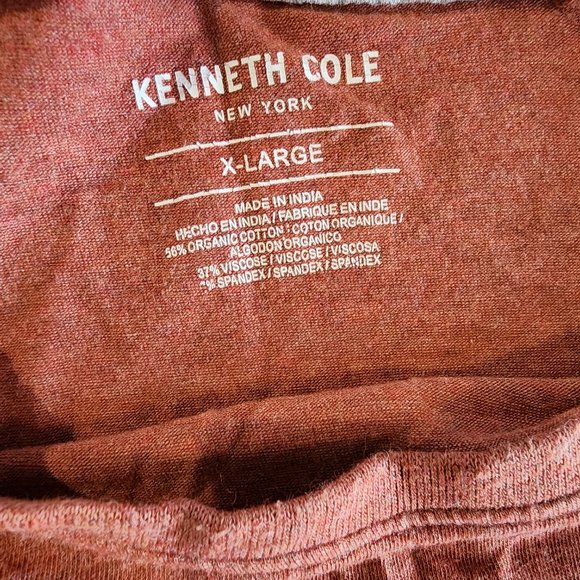 KENNETH COLE
NEW YORK
X-LARGE
MADE IN INDIA
HECHO EN INDIA / FABRIQUE EN INDE
56% ORGANIC COTTON / COTON ORGANIQUE /
ALGODON ORGANICO
37% VISCOSE / VISCOSE / VISCOSA
% SPANDEX / SPANDEX / SPANDEX